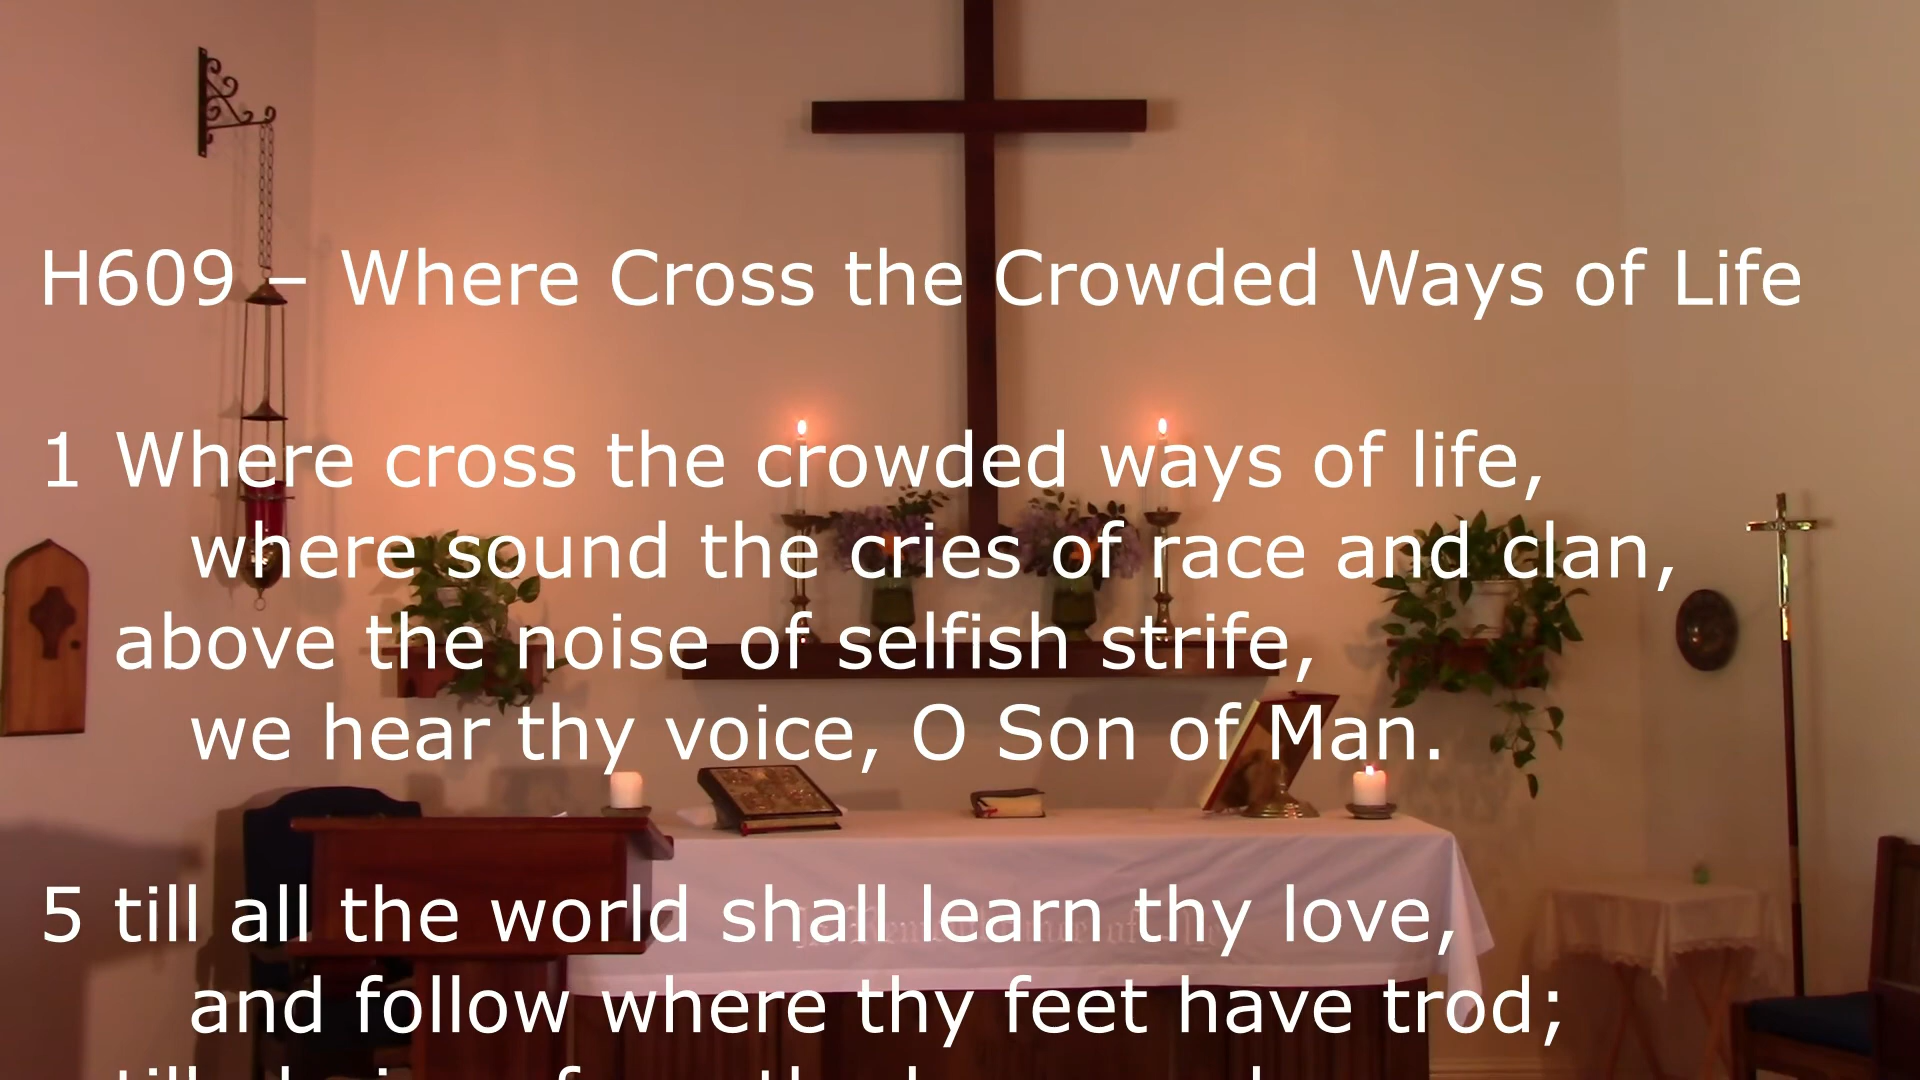 H609 – Where Cross the Crowded Ways of Life
1 Where cross the crowded ways of life,
where sound the cries of race and clan,
above the noise of selfish strife,
we hear thy voice, O Son of Man.
5 till all the world shall learn thy love,
and follow where thy feet have trod;